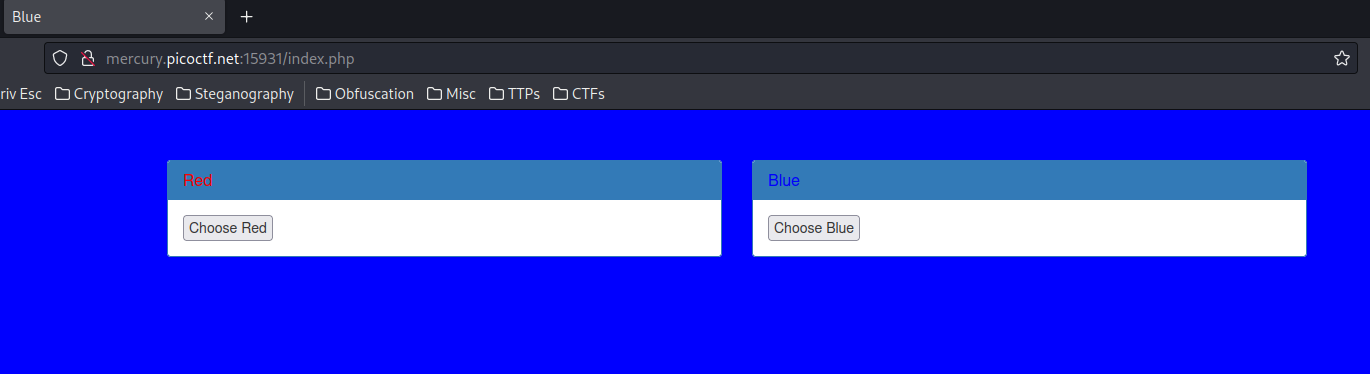 Blue
mercury.picoctf.net:15931/index.php
riv Esc Cryptography Steganography Obfuscation Misc TTPs CTFs
Red Blue
Choose Red Choose Blue